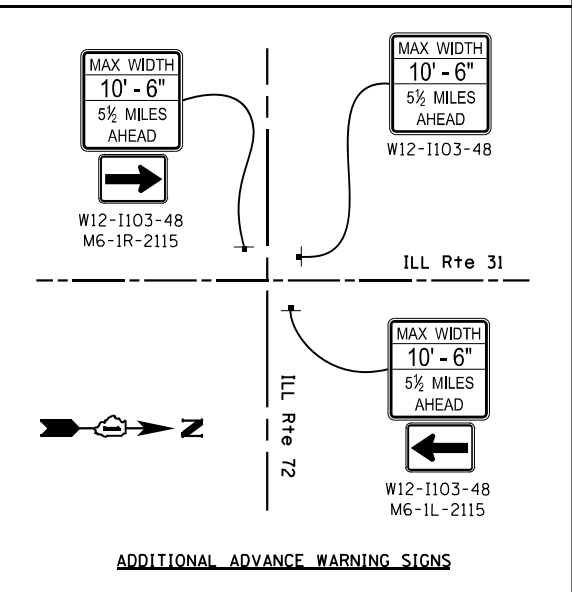 MAX WIDTH
10' - 6"
5½ MILES
AHEAD
W12-I103-48
M6-1R-2115
MAX WIDTH
10' - 6"
5½ MILES
AHEAD
W12-I103-48
ILL Rte 31
ILL Rte 72
N
MAX WIDTH
10' - 6"
5½ MILES
AHEAD
W12-I103-48
M6-1L-2115
ADDITIONAL ADVANCE WARNING SIGNS